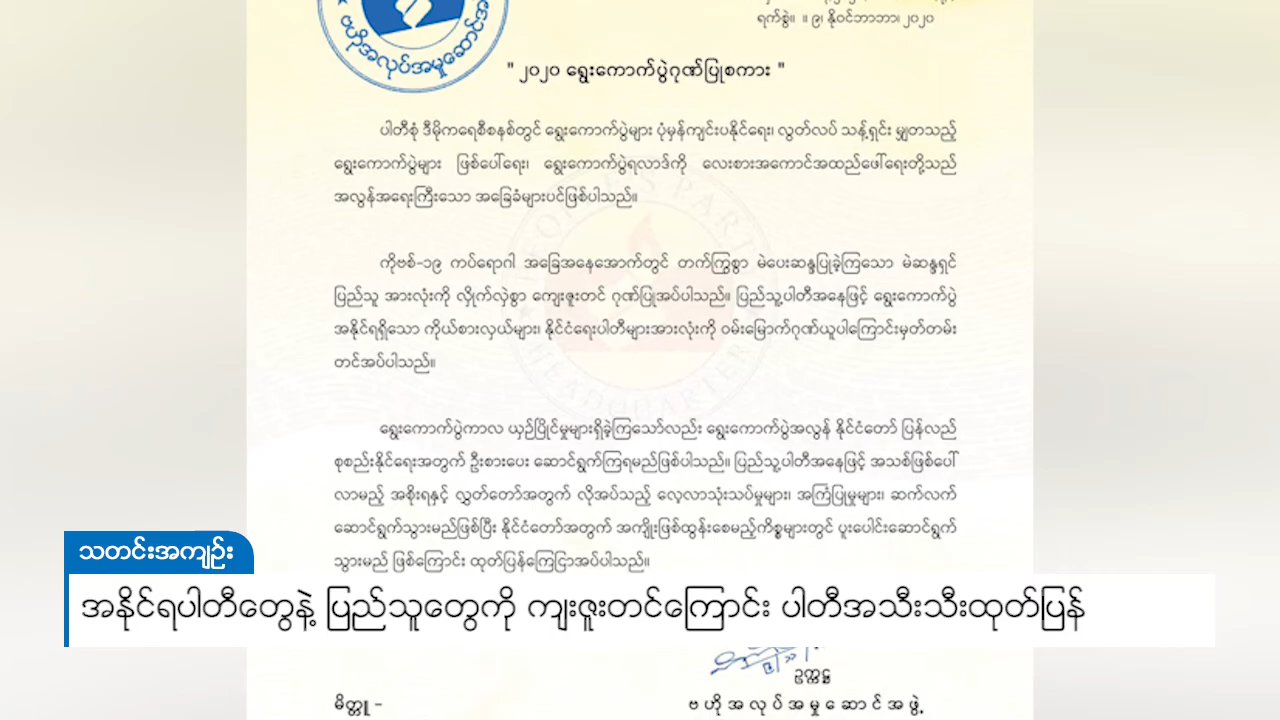 ဗဟိုအလုပ်အမှုဆောင်အ
ရက်စွဲ။ ။ ၉၊ နိုဝင်ဘာဘာ၊ ၂၀၂၀
" ၂၀၂၀ ရွေးကောက်ပွဲဂုဏ်ပြုစကား "
ပါတီစုံ ဒီမိုကရေစီစနစ်တွင် ရွေးကောက်ပွဲများ ပုံမှန်ကျင်းပနိုင်ရေး၊ လွတ်လပ် သန့်ရှင်း မျှတသည့်
ရွေးကောက်ပွဲများ ဖြစ်ပေါ်ရေး၊ ရွေးကောက်ပွဲရလာဒ်ကို လေးစားအကောင်အထည်ဖေါ်ရေးတို့သည်
အလွန်အရေးကြီးသော အခြေခံများပင်ဖြစ်ပါသည်။
ကိုဗစ်-၁၉ ကပ်ရောဂါ အခြေအနေအောက်တွင် တက်ကြွစွာ မဲပေးဆန္ဒပြုခဲ့ကြသော မဲဆန္ဒရှင်
ပြည်သူ အားလုံးကို လှိုက်လှဲစွာ ကျေးဇူးတင် ဂုဏ်ပြုအပ်ပါသည်။ ပြည်သူ့ပါတီအနေဖြင့် ရွေးကောက်ပွဲ
အနိုင်ရရှိသော ကိုယ်စားလှယ်များ၊ နိုင်ငံရေးပါတီများအားလုံးကို ဝမ်းမြောက်ဂုဏ်ယူပါကြောင်းမှတ်တမ်း
တင်အပ်ပါသည်။
ရွေးကောက်ပွဲကာလ ယှဉ်ပြိုင်မှုများရှိခဲ့ကြသော်လည်း ရွေးကောက်ပွဲအလွန် နိုင်ငံတော် ပြန်လည်
စုစည်းနိုင်ရေးအတွက် ဦးစားပေး ဆောင်ရွက်ကြရမည်ဖြစ်ပါသည်။ ပြည်သူ့ပါတီအနေဖြင့် အသစ်ဖြစ်ပေါ်
လာမည့် အစိုးရနှင့် လွှတ်တော်အတွက် လိုအပ်သည့် လေ့လာသုံးသပ်မှုများ၊ အကြံပြုမှုများ၊ ဆက်လက်
ဆောင်ရွက်သွားမည်ဖြစ်ပြီး နိုင်ငံတော်အတွက် အကျိုးဖြစ်ထွန်းစေမည့်ကိစ္စများတွင် ပူးပေါင်းဆောင်ရွက်
သွားမည် ဖြစ်ကြောင်း ထုတ်ပြန်ကြေငြာအပ်ပါသည်။
သတင်းအကျဉ်း
အနိုင်ရပါတီတွေနဲ့ ပြည်သူတွေကို ကျးဇူးတင်ကြောင်း ပါတီအသီးသီးထုတ်ပြန်
ဥက္ကဋ္ဌ
မိတ္တူ -
ဗဟိုအလုပ်အမှုဆောင်အဖွဲ့